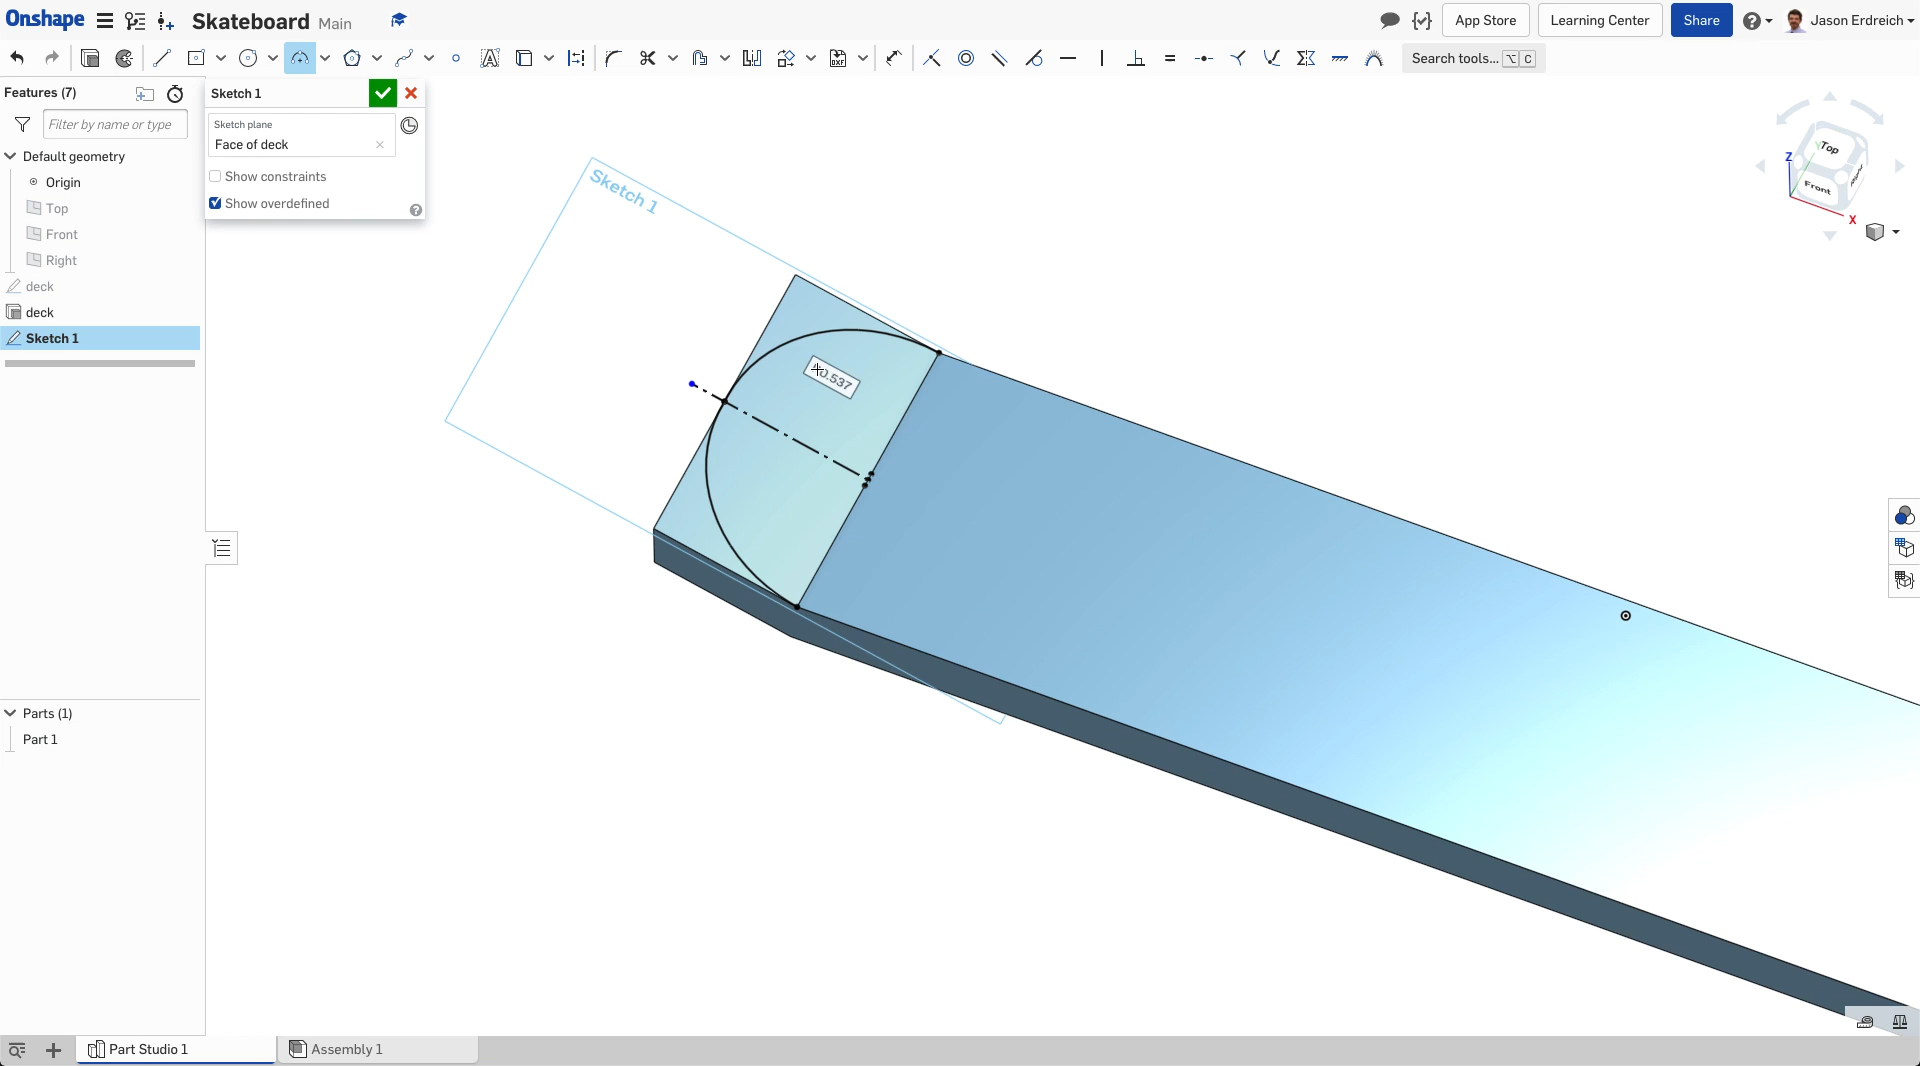 Onshape Skateboard Main App Store Learning Center Share Jason Erdreich
Search tools... ⌥ C
Features (7)
Filter by name or type
Default geometry
Origin
Top
Front
Right
deck
deck
Sketch 1
Parts (1)
Part 1
Sketch 1
Sketch plane
Face of deck
Show constraints
Show overdefined
Sketch 1
Top
Front
Z
X
Part Studio 1
Assembly 1